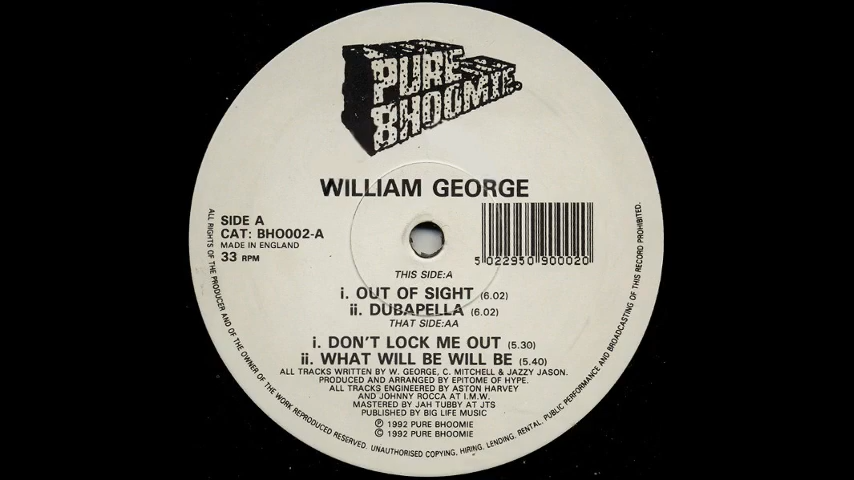 PURE
BHOOMIE.
WILLIAM GEORGE
SIDE A
CAT: BHO002-A
MADE IN ENGLAND
33 RPM
5 022950 900020
THIS SIDE:A
i. OUT OF SIGHT (6.02)
ii. DUBAPELLA (6.02)
THAT SIDE:AA
i. DON'T LOCK ME OUT (5.30)
ii. WHAT WILL BE WILL BE (5.40)
ALL TRACKS WRITTEN BY W. GEORGE, C. MITCHELL & JAZZY JASON.
PRODUCED AND ARRANGED BY EPITOME OF HYPE.
ALL TRACKS ENGINEERED BY ASTON HARVEY
AND JOHNNY ROCCA AT I.M.W.
MASTERED BY JAH TUBBY AT JTS
PUBLISHED BY BIG LIFE MUSIC
Ⓟ 1992 PURE BHOOMIE
© 1992 PURE BHOOMIE
ALL RIGHTS OF THE PRODUCER AND OF THE OWNER OF THE WORK REPRODUCED RESERVED. UNAUTHORISED COPYING, HIRING, LENDING, RENTAL, PUBLIC PERFORMANCE AND BROADCASTING OF THIS RECORD PROHIBITED.